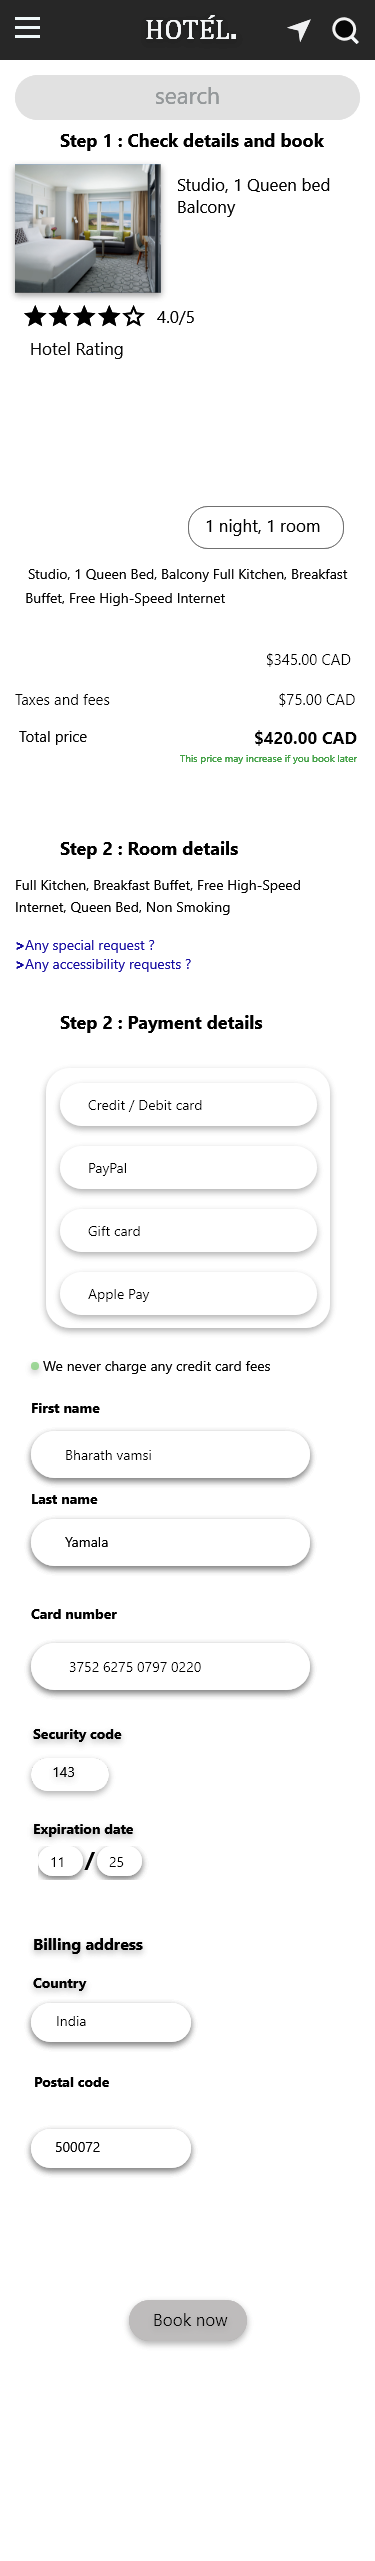 HOTÉL.
search
Step 1 : Check details and book
Studio, 1 Queen bed
Balcony
4.0/5
Hotel Rating
1 night, 1 room
Studio, 1 Queen Bed, Balcony Full Kitchen, Breakfast
Buffet, Free High-Speed Internet
$345.00 CAD
Taxes and fees $75.00 CAD
Total price $420.00 CAD
This price may increase if you book later
Step 2 : Room details
Full Kitchen, Breakfast Buffet, Free High-Speed
Internet, Queen Bed, Non Smoking
>Any special request ?
>Any accessibility requests ?
Step 2 : Payment details
Credit / Debit card
PayPal
Gift card
Apple Pay
We never charge any credit card fees
First name
Bharath vamsi
Last name
Yamala
Card number
3752 6275 0797 0220
Security code
143
Expiration date
11 / 25
Billing address
Country
India
Postal code
500072
Book now